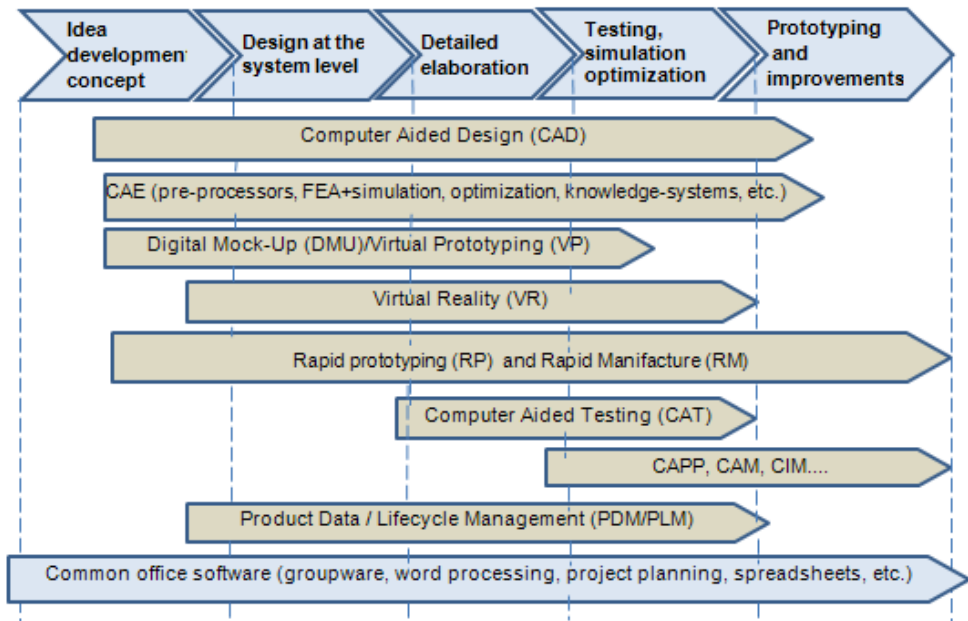 Idea
development
concept
Design at the
system level
Detailed
elaboration
Testing,
simulation
optimization
Prototyping
and
improvements
Computer Aided Design (CAD)
CAE (pre-processors, FEA+simulation, optimization, knowledge-systems, etc.)
Digital Mock-Up (DMU)/Virtual Prototyping (VP)
Virtual Reality (VR)
Rapid prototyping (RP) and Rapid Manifacture (RM)
Computer Aided Testing (CAT)
CAPP, CAM, CIM....
Product Data / Lifecycle Management (PDM/PLM)
Common office software (groupware, word processing, project planning, spreadsheets, etc.)